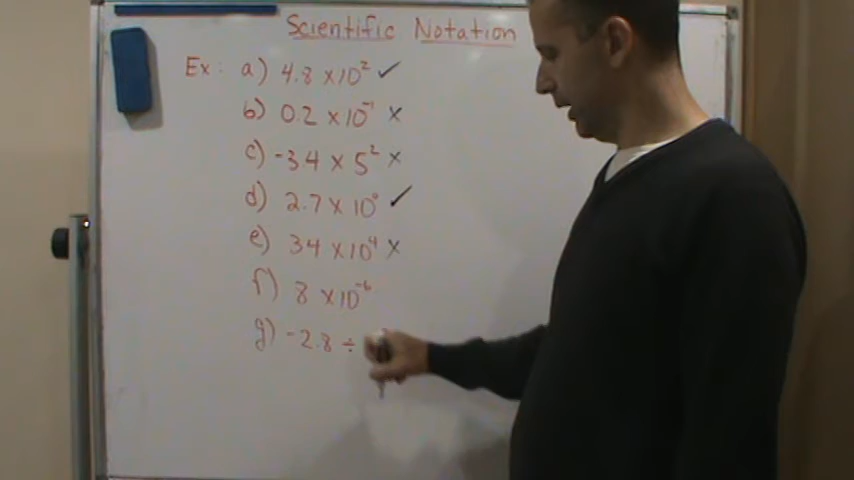 Scientific Notation
Ex: a) 4.8 × 10² ✓
b) 0.2 × 10⁻¹ ×
c) -3.4 × 5² ×
d) 2.7 × 10⁰ ✓
e) 34 × 10⁴ ×
f) 8 × 10⁻⁶
g) -2.8 ÷